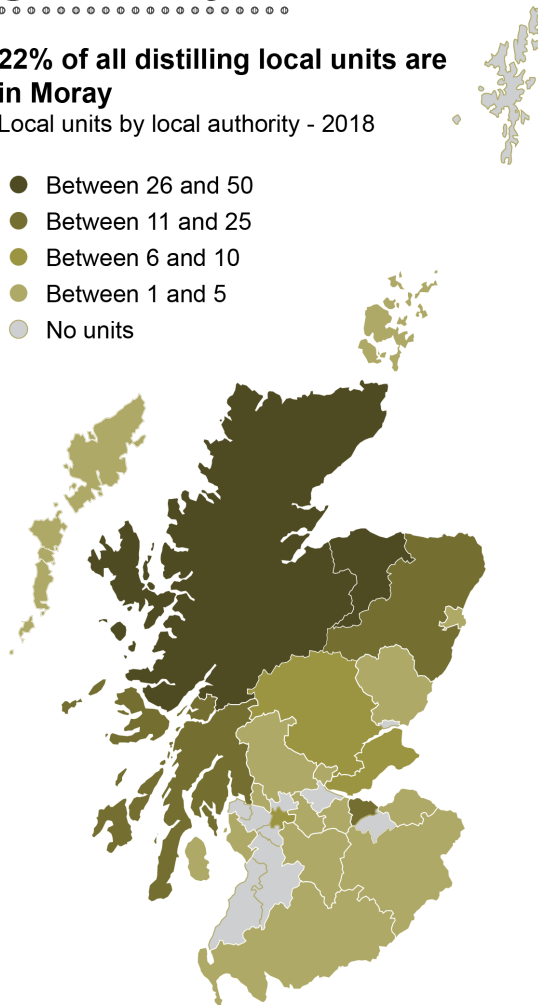 22% of all distilling local units are
in Moray
Local units by local authority - 2018
Between 26 and 50
Between 11 and 25
Between 6 and 10
Between 1 and 5
No units